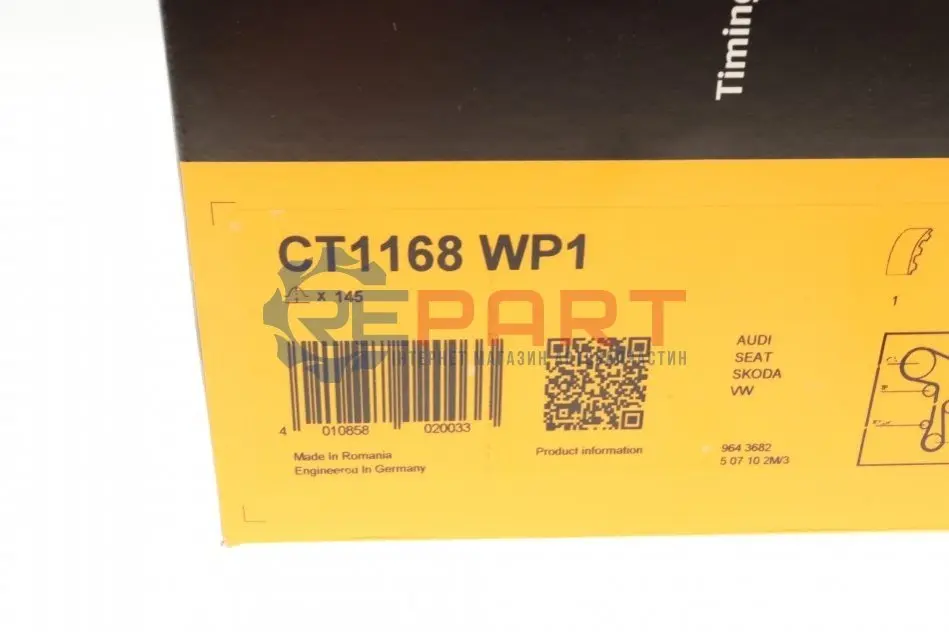 Timing
CT1168 WP1
x 145
REPART
ІНТЕРНЕТ МАГАЗИН АВТОЗАПЧАСТИН
4 010858 020033
Made in Romania
Engineered in Germany
Product information
AUDI
SEAT
SKODA
VW
964 3682
5 07 10 2M/3
1